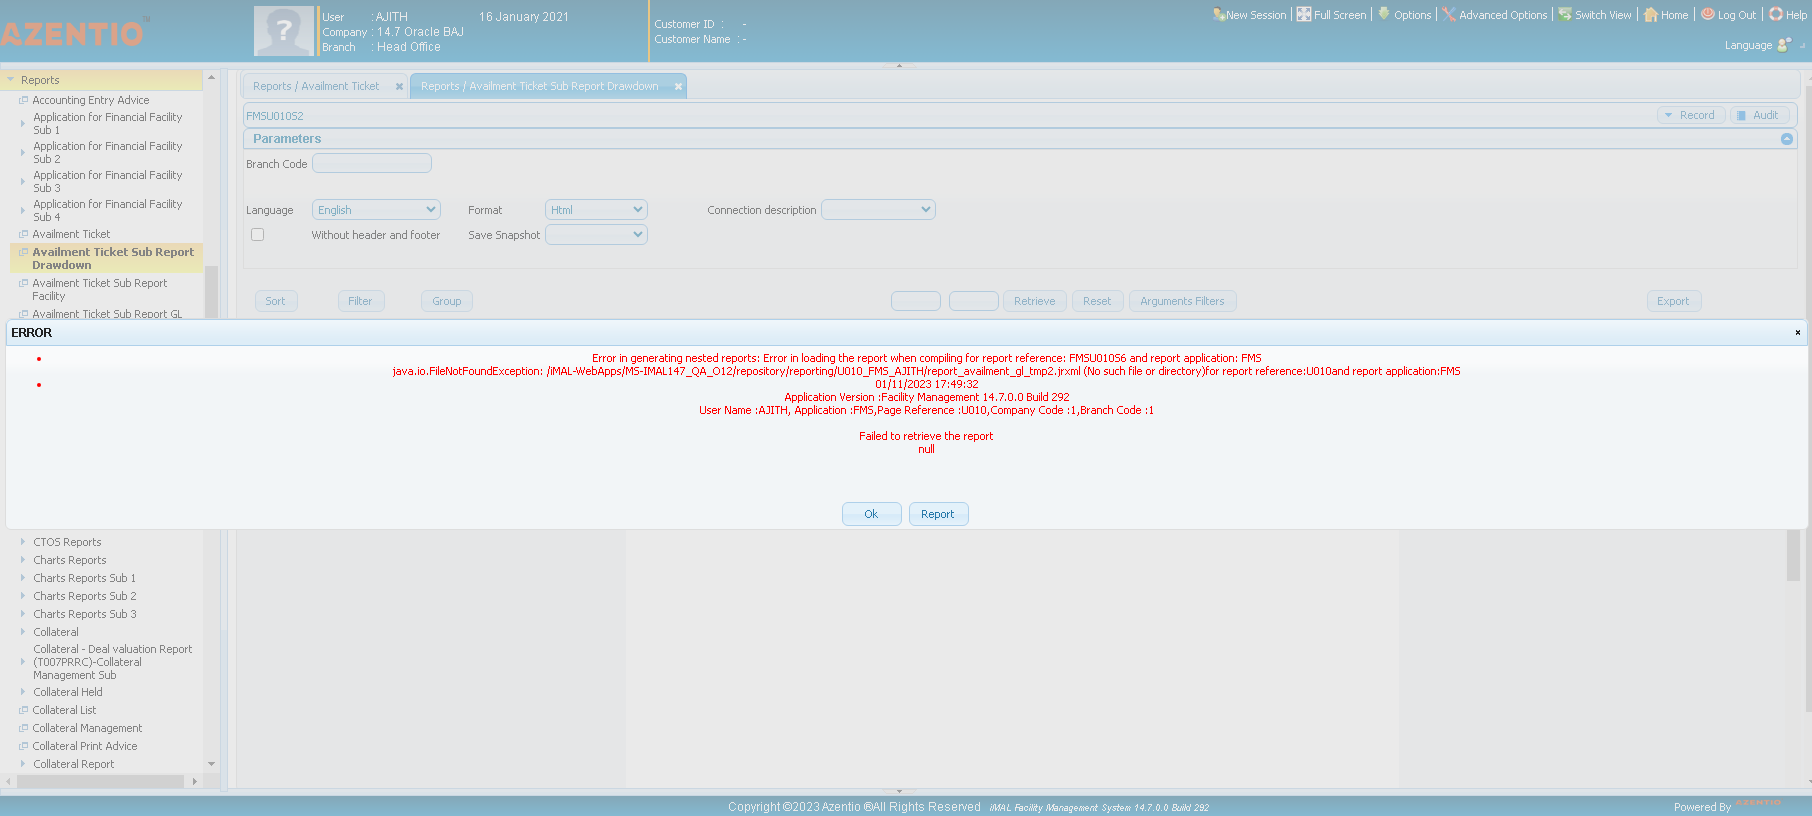 AZENTIO™
User : AJITH 16 January 2021
Company : 14.7 Oracle BAJ
Branch : Head Office
Customer ID : -
Customer Name : -
New Session Full Screen Options Advanced Options Switch View Home Log Out Help
Language
Reports
Accounting Entry Advice
Application for Financial Facility
Sub 1
Application for Financial Facility
Sub 2
Application for Financial Facility
Sub 3
Application for Financial Facility
Sub 4
Availment Ticket
Availment Ticket Sub Report
Drawdown
Availment Ticket Sub Report
Facility
Availment Ticket Sub Report GL
Reports / Availment Ticket Reports / Availment Ticket Sub Report Drawdown
FMSU010S2 Record Audit
Parameters
Branch Code
Language English Format Html Connection description
Without header and footer Save Snapshot
Sort Filter Group Retrieve Reset Arguments Filters Export
ERROR
Error in generating nested reports: Error in loading the report when compiling for report reference: FMSU010S6 and report application: FMS
java.io.FileNotFoundException: /iMAL-WebApps/MS-IMAL147_QA_O12/repository/reporting/U010_FMS_AJITH/report_availment_gl_tmp2.jrxml (No such file or directory)for report reference:U010and report application:FMS
01/11/2023 17:49:32
Application Version :Facility Management 14.7.0.0 Build 292
User Name :AJITH, Application :FMS,Page Reference :U010,Company Code :1,Branch Code :1
Failed to retrieve the report
null
Ok Report
CTOS Reports
Charts Reports
Charts Reports Sub 1
Charts Reports Sub 2
Charts Reports Sub 3
Collateral
Collateral - Deal valuation Report
(T007PRRC)-Collateral
Management Sub
Collateral Held
Collateral List
Collateral Management
Collateral Print Advice
Collateral Report
Copyright ©2023 Azentio ®All Rights Reserved iMAL Facility Management System 14.7.0.0 Build 292
Powered By AZENTIO